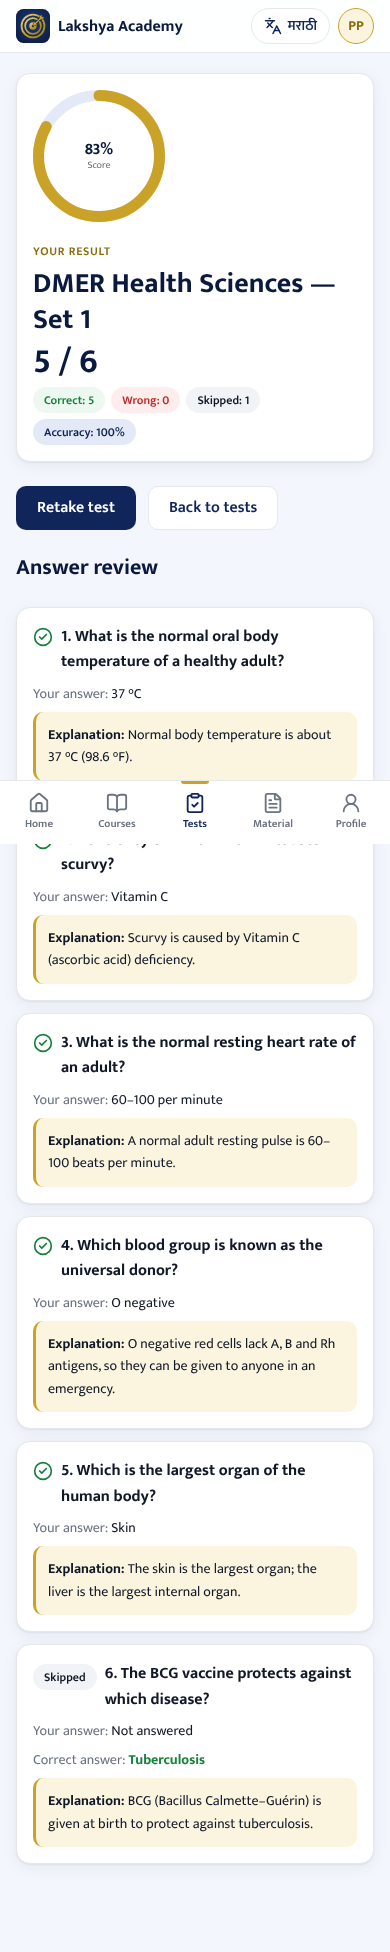 Lakshya Academy
मराठी
PP
83%
Score
YOUR RESULT
DMER Health Sciences —
Set 1
5 / 6
Correct: 5
Wrong: 0
Skipped: 1
Accuracy: 100%
Retake test
Back to tests
Answer review
1. What is the normal oral body
temperature of a healthy adult?
Your answer: 37 °C
Explanation: Normal body temperature is about
37 °C (98.6 °F).
Home
Courses
Tests
Material
Profile
scurvy?
Your answer: Vitamin C
Explanation: Scurvy is caused by Vitamin C
(ascorbic acid) deficiency.
3. What is the normal resting heart rate of
an adult?
Your answer: 60–100 per minute
Explanation: A normal adult resting pulse is 60–
100 beats per minute.
4. Which blood group is known as the
universal donor?
Your answer: O negative
Explanation: O negative red cells lack A, B and Rh
antigens, so they can be given to anyone in an
emergency.
5. Which is the largest organ of the
human body?
Your answer: Skin
Explanation: The skin is the largest organ; the
liver is the largest internal organ.
Skipped
6. The BCG vaccine protects against
which disease?
Your answer: Not answered
Correct answer: Tuberculosis
Explanation: BCG (Bacillus Calmette–Guérin) is
given at birth to protect against tuberculosis.